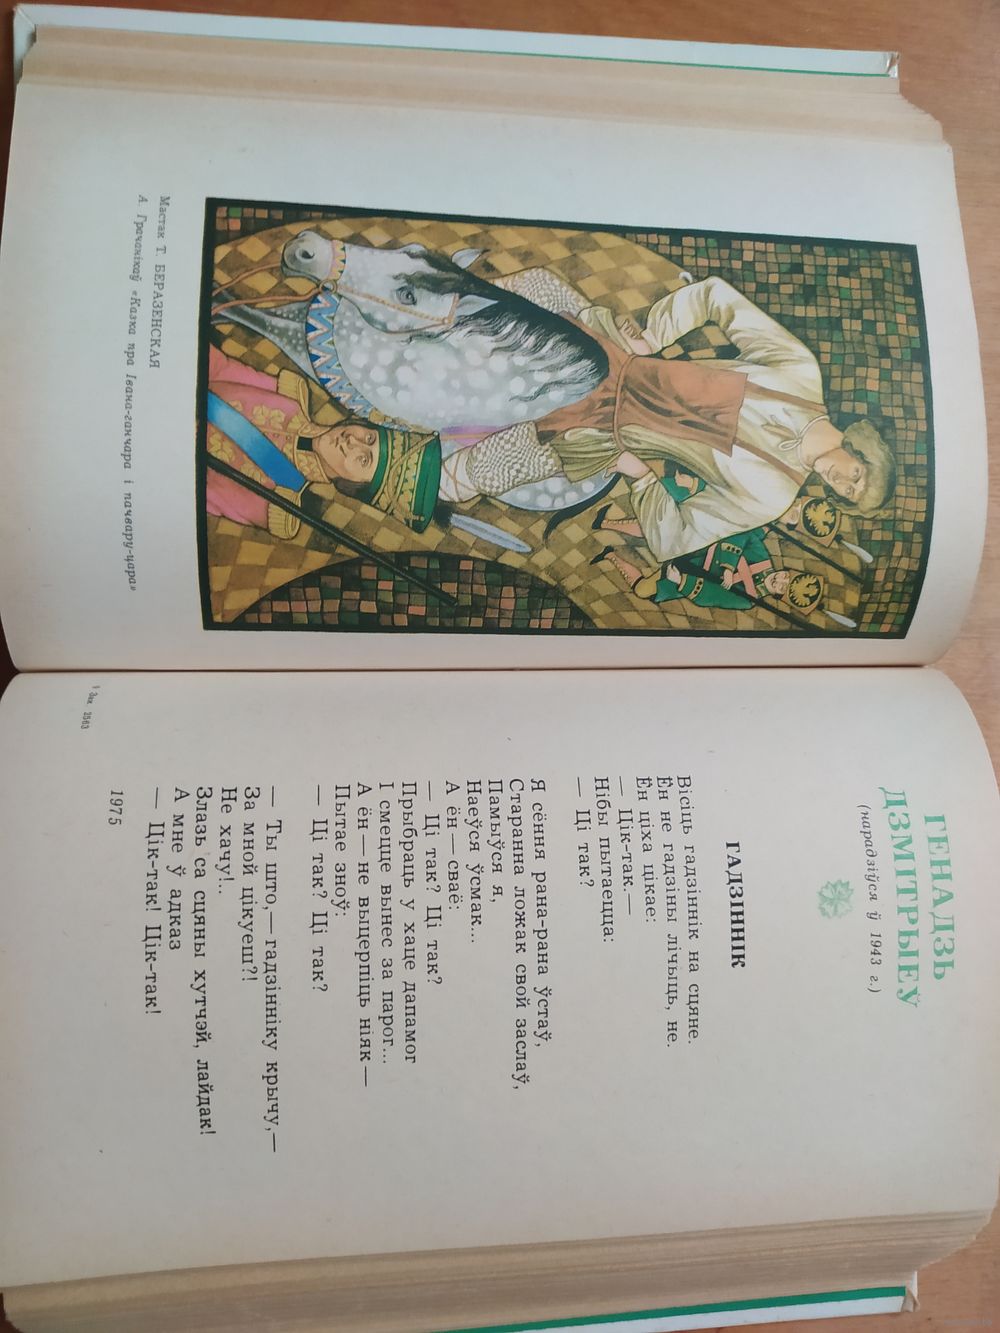 Мастак Т. БЕРАЗЕНСКАЯ
А. Грачанікаў «Казка пра Івана-ганчара і пачвару-цара»
ГЕНАДЗЬ
ДЗМІТРЫЕЎ
(нарадзіўся ў 1943 г.)
ГАДЗІННІК
Вісіць гадзіннік на сцяне.
Ён не гадзіны лічыць, не.
Ён ціха цікае:
— Цік-так.—
Нібы пытаецца:
— Ці так?
Я сёння рана-рана ўстаў,
Старанна ложак свой заслаў,
Памыўся я,
Наеўся ўсмак...
А ён — сваё:
— Ці так? Ці так?
Прыбраць у хаце дапамог
І смецце вынес за парог...
А ён — не выцерпіць ніяк —
Пытае зноў:
— Ці так? Ці так?
— Ты што,— гадзінніку крычу,—
За мной цікуеш?!
Не хачу!..
Злазь са сцяны хутчэй, лайдак!
А мне ў адказ
— Цік-так! Цік-так!
1975
9 Зак. 2563